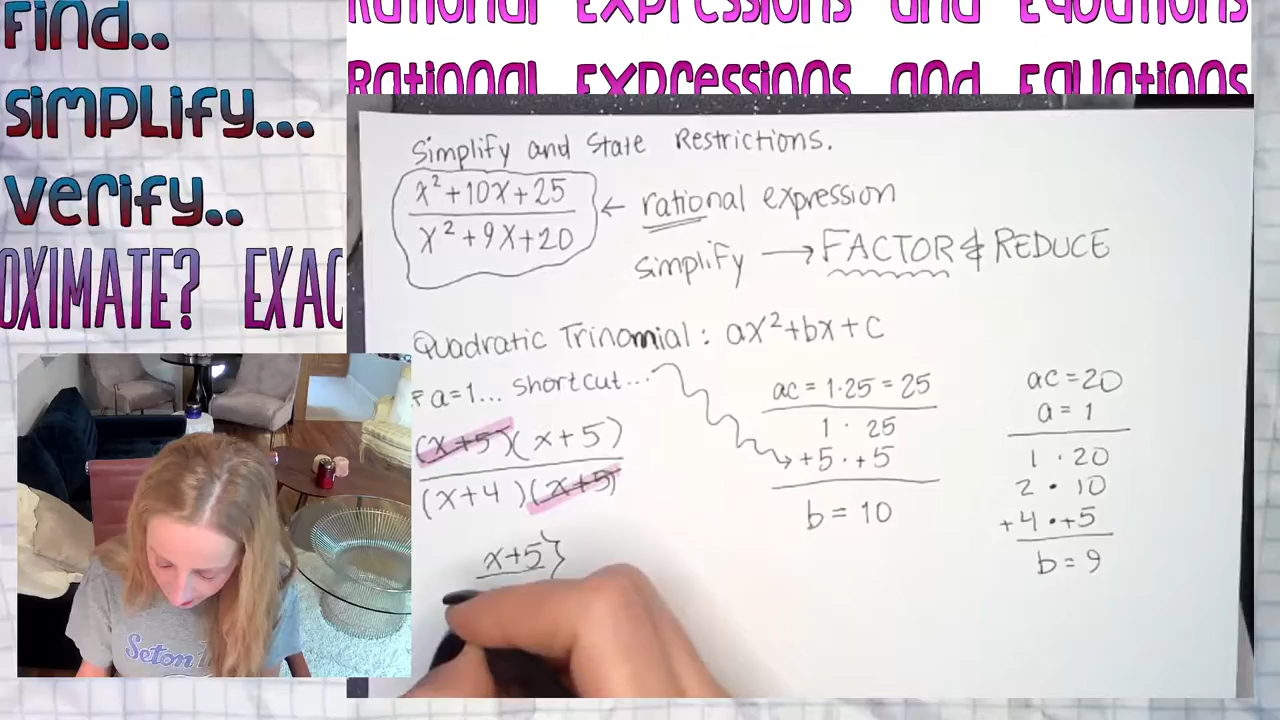 Find..
Simplify...
Verify..
OXIMATE? EXAC
Rational Expressions and Equations
Rational Expressions and Equations
Simplify and State Restrictions.
x²+10x+25
x²+9x+20
← rational expression
simplify → FACTOR & REDUCE
Quadratic Trinomial: ax²+bx+c
a=1... shortcut...
(x+5)(x+5)
(x+4)(x+5)
x+5
ac = 1·25 = 25
1 · 25
+5 · +5
b = 10
ac = 20
a = 1
1 · 20
2 · 10
+4 · +5
b = 9
Seton